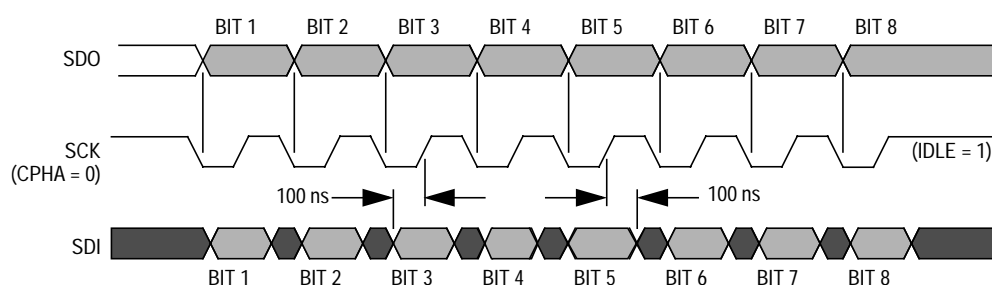 BIT 1 BIT 2 BIT 3 BIT 4 BIT 5 BIT 6 BIT 7 BIT 8
SDO
SCK
(CPHA = 0)
(IDLE = 1)
100 ns
100 ns
SDI
BIT 1 BIT 2 BIT 3 BIT 4 BIT 5 BIT 6 BIT 7 BIT 8